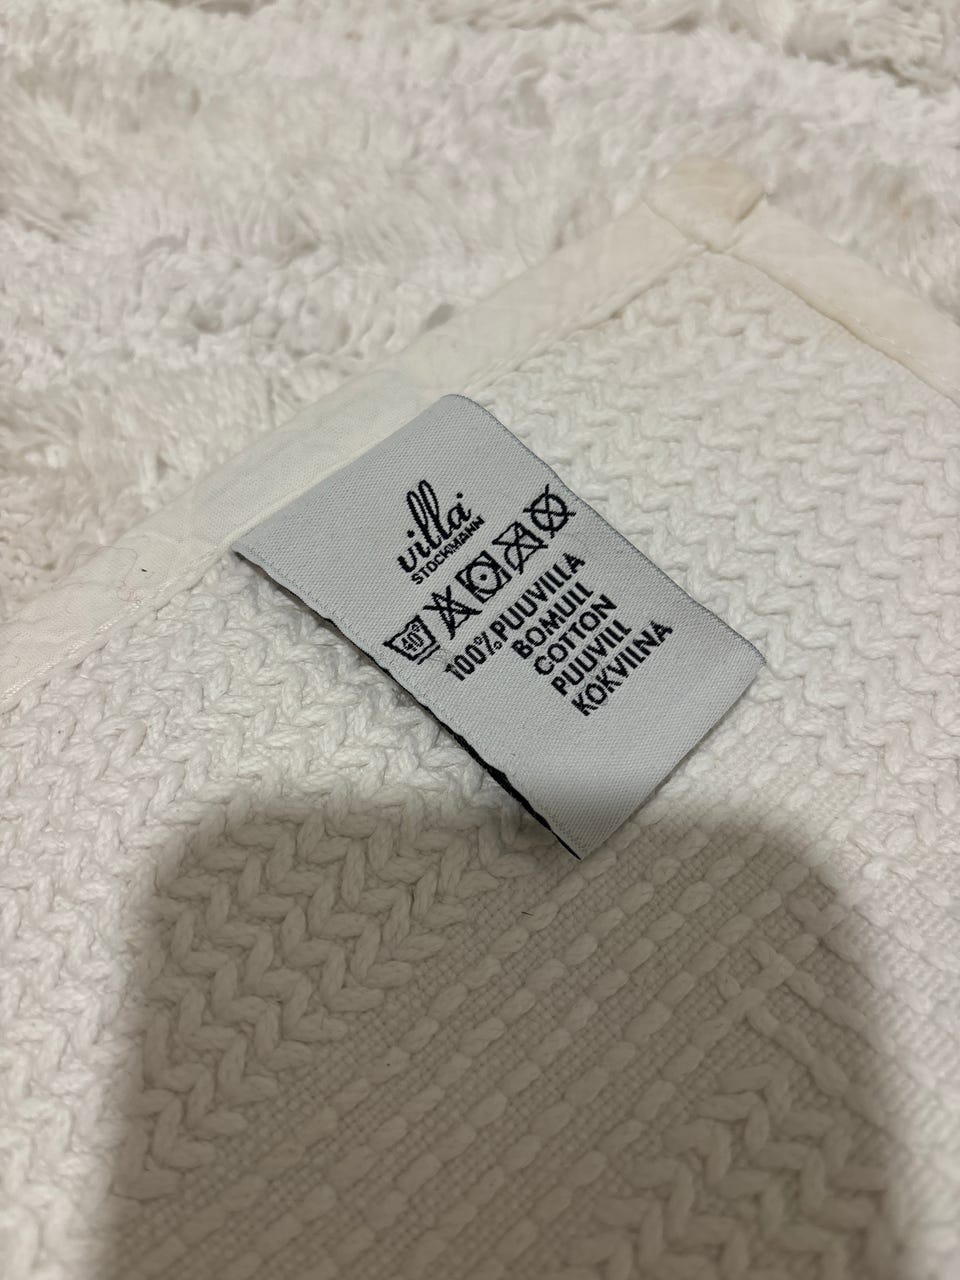 villa
STOCKMANN
40°
100% PUUVILLA
BOMULL
COTTON
PUUVILL
KOKVILNA